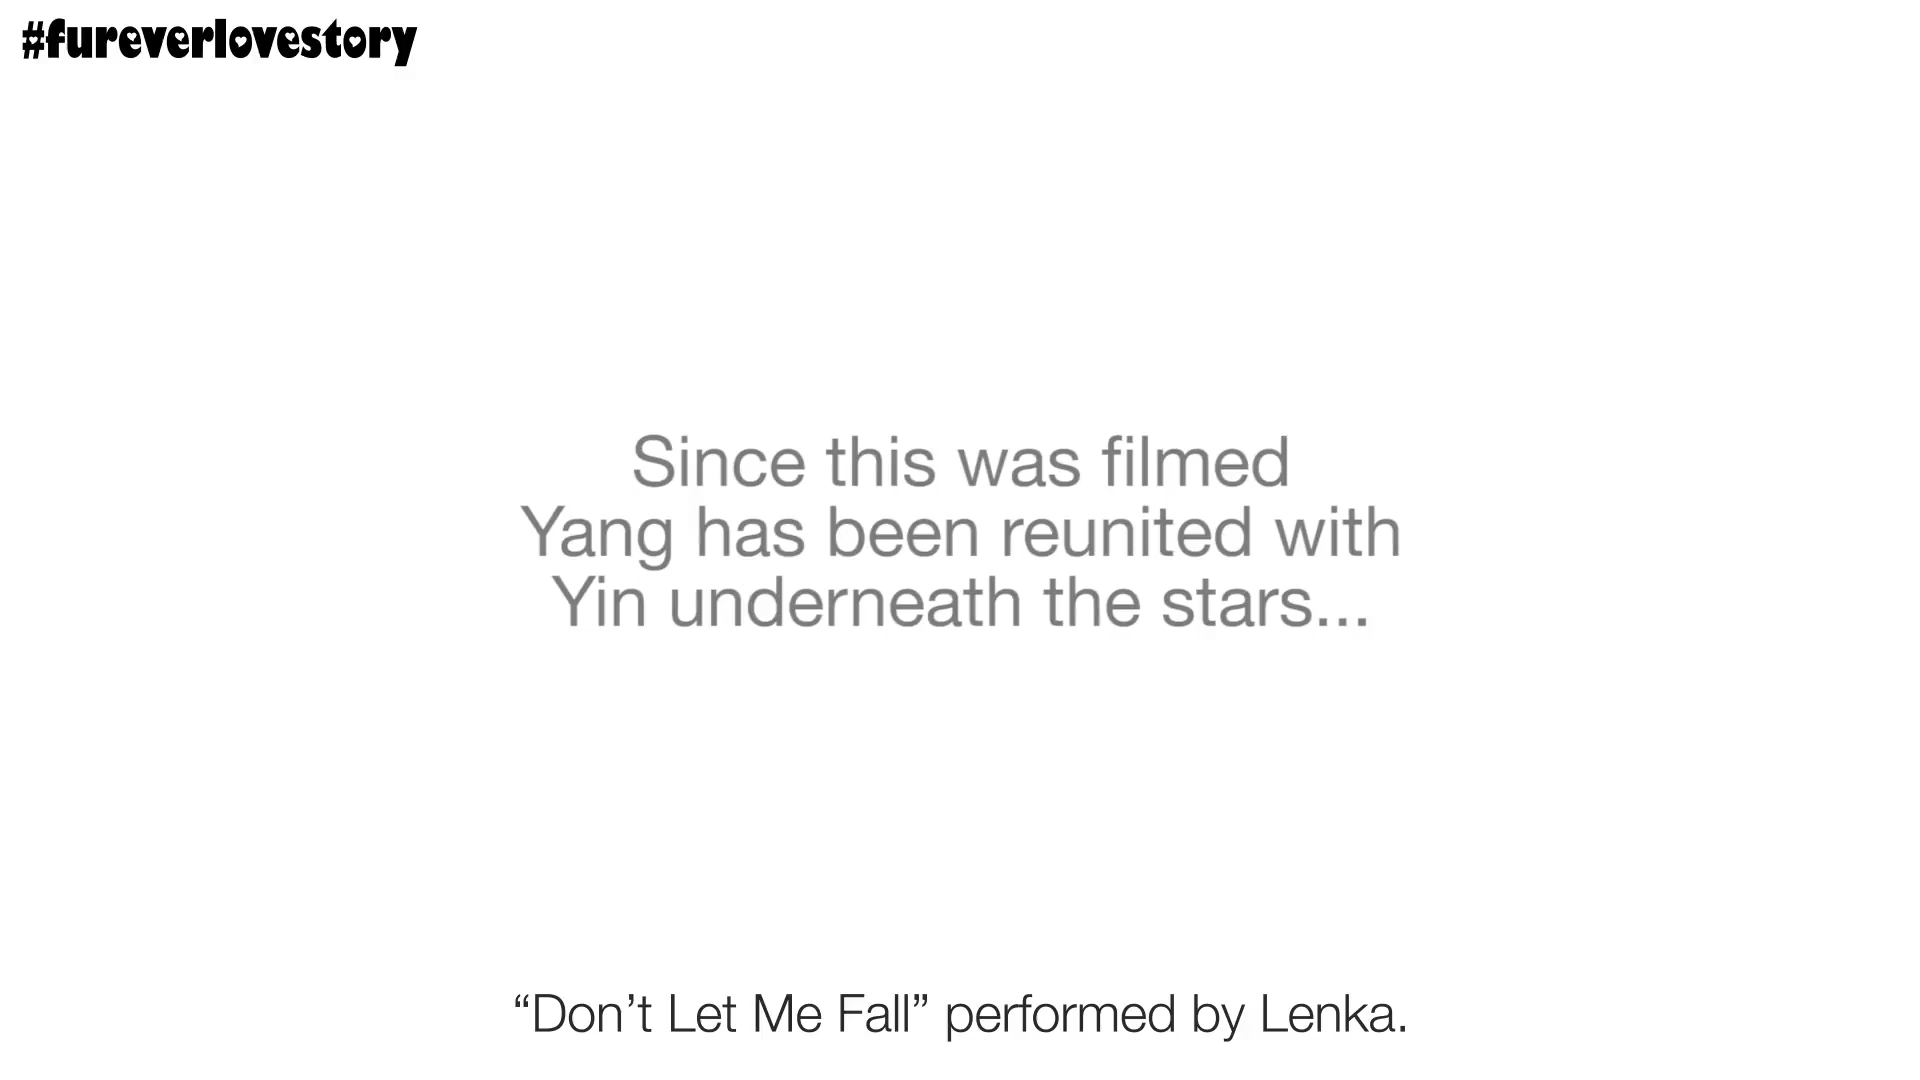 #fureverlovestory
Since this was filmed
Yang has been reunited with
Yin underneath the stars...
“Don’t Let Me Fall” performed by Lenka.